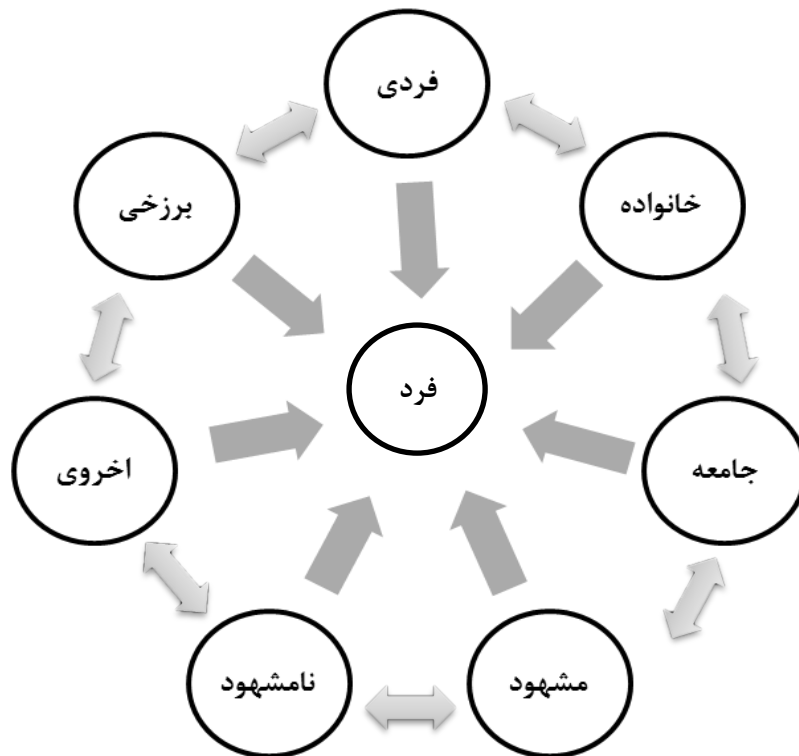 فردی
برزخی
خانواده
فرد
اخروی
جامعه
نامشهود
مشهود